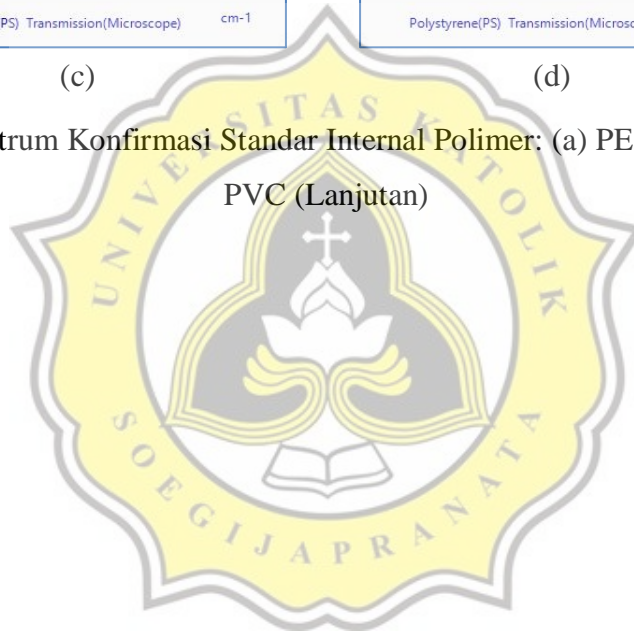 PS) Transmission(Microscope) cm-1
Polystyrene(PS) Transmission(Microsc
(c) (d)
trum Konfirmasi Standar Internal Polimer: (a) PE
PVC (Lanjutan)
UNIVERSITAS KATOLIK
SOEGIJAPRANATA